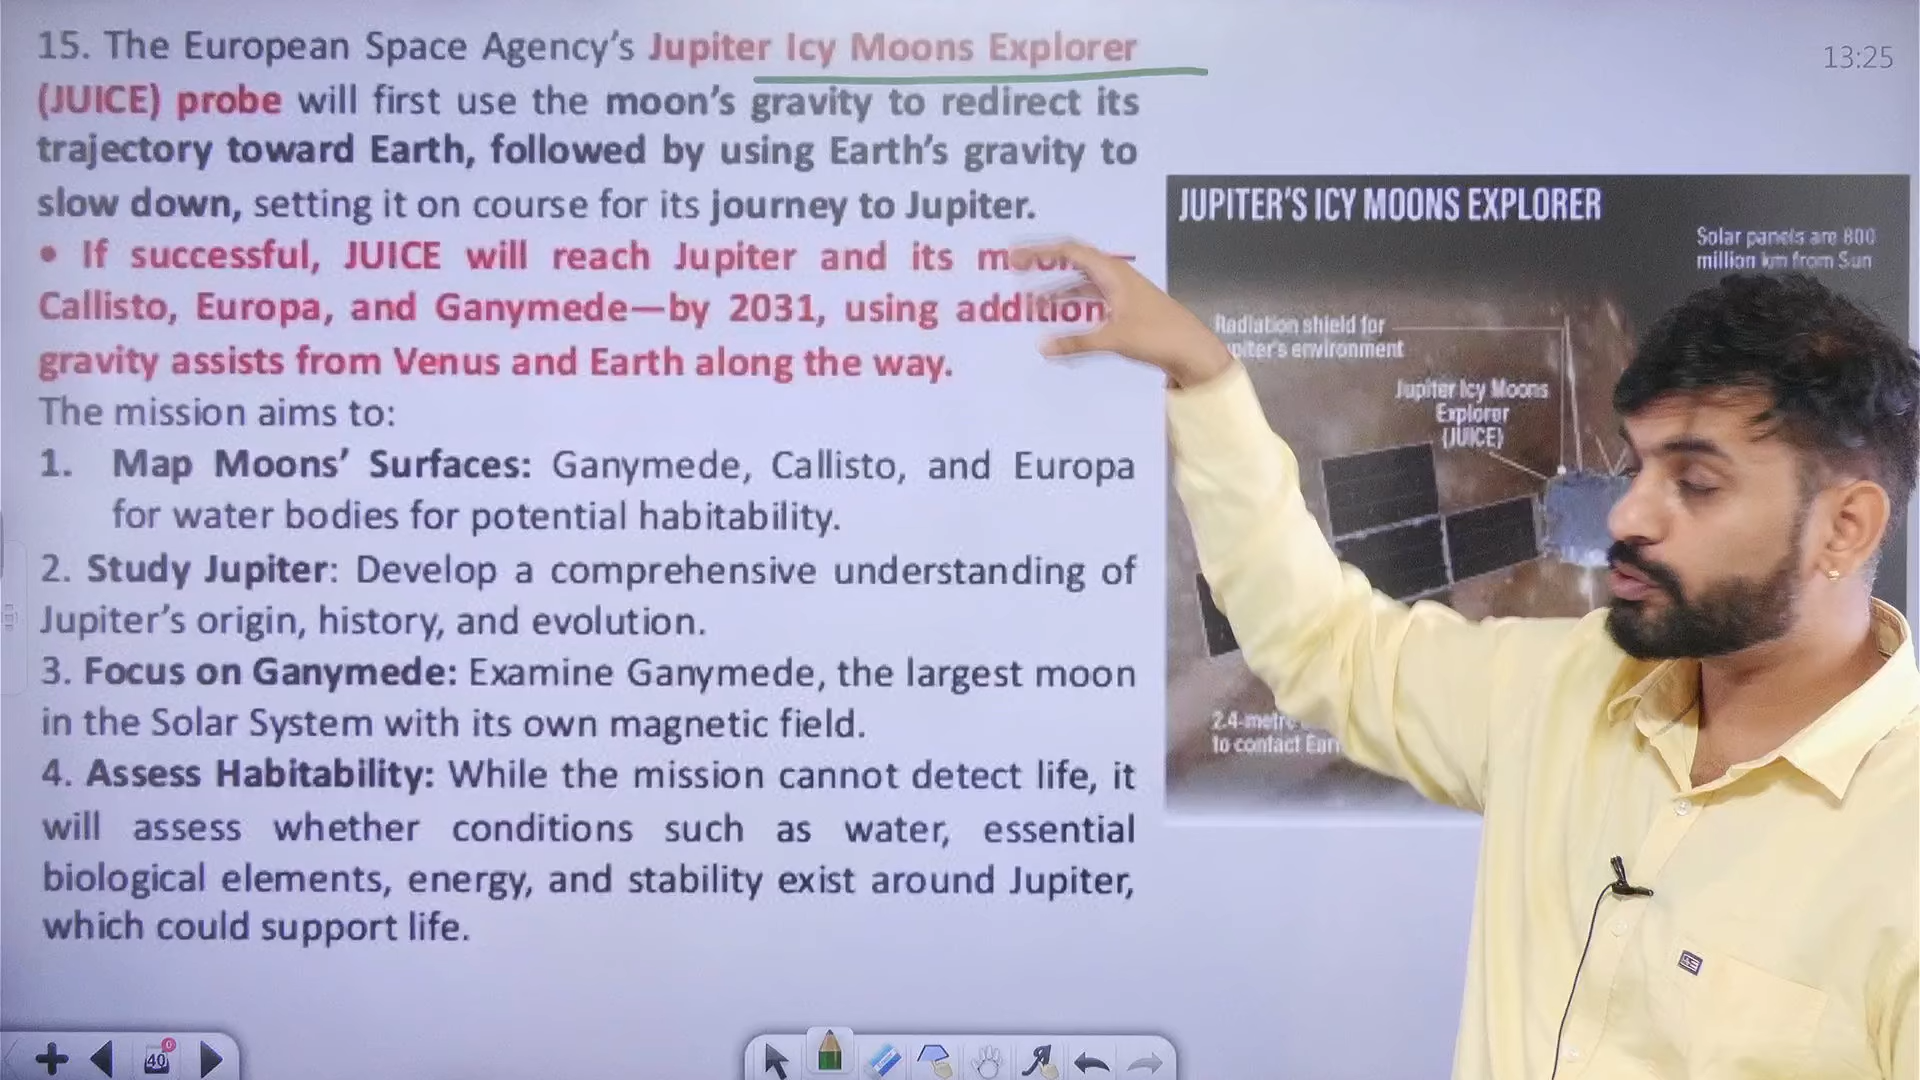 15. The European Space Agency's Jupiter Icy Moons Explorer
(JUICE) probe will first use the moon's gravity to redirect its
trajectory toward Earth, followed by using Earth's gravity to
slow down, setting it on course for its journey to Jupiter.
• If successful, JUICE will reach Jupiter and its
Callisto, Europa, and Ganymede—by 2031, using
gravity assists from Venus and Earth along the way.
The mission aims to:
1. Map Moons' Surfaces: Ganymede, Callisto, and Europa
for water bodies for potential habitability.
2. Study Jupiter: Develop a comprehensive understanding of
Jupiter's origin, history, and evolution.
3. Focus on Ganymede: Examine Ganymede, the largest moon
in the Solar System with its own magnetic field.
4. Assess Habitability: While the mission cannot detect life, it
will assess whether conditions such as water, essential
biological elements, energy, and stability exist around Jupiter,
which could support life.
13:25
JUPITER'S ICY MOONS EXPLORER
Solar panels are 800
million km from Sun
Radiation shield for
environment
Jupiter Icy Moons
Explorer
(JUICE)
to contact
40
0